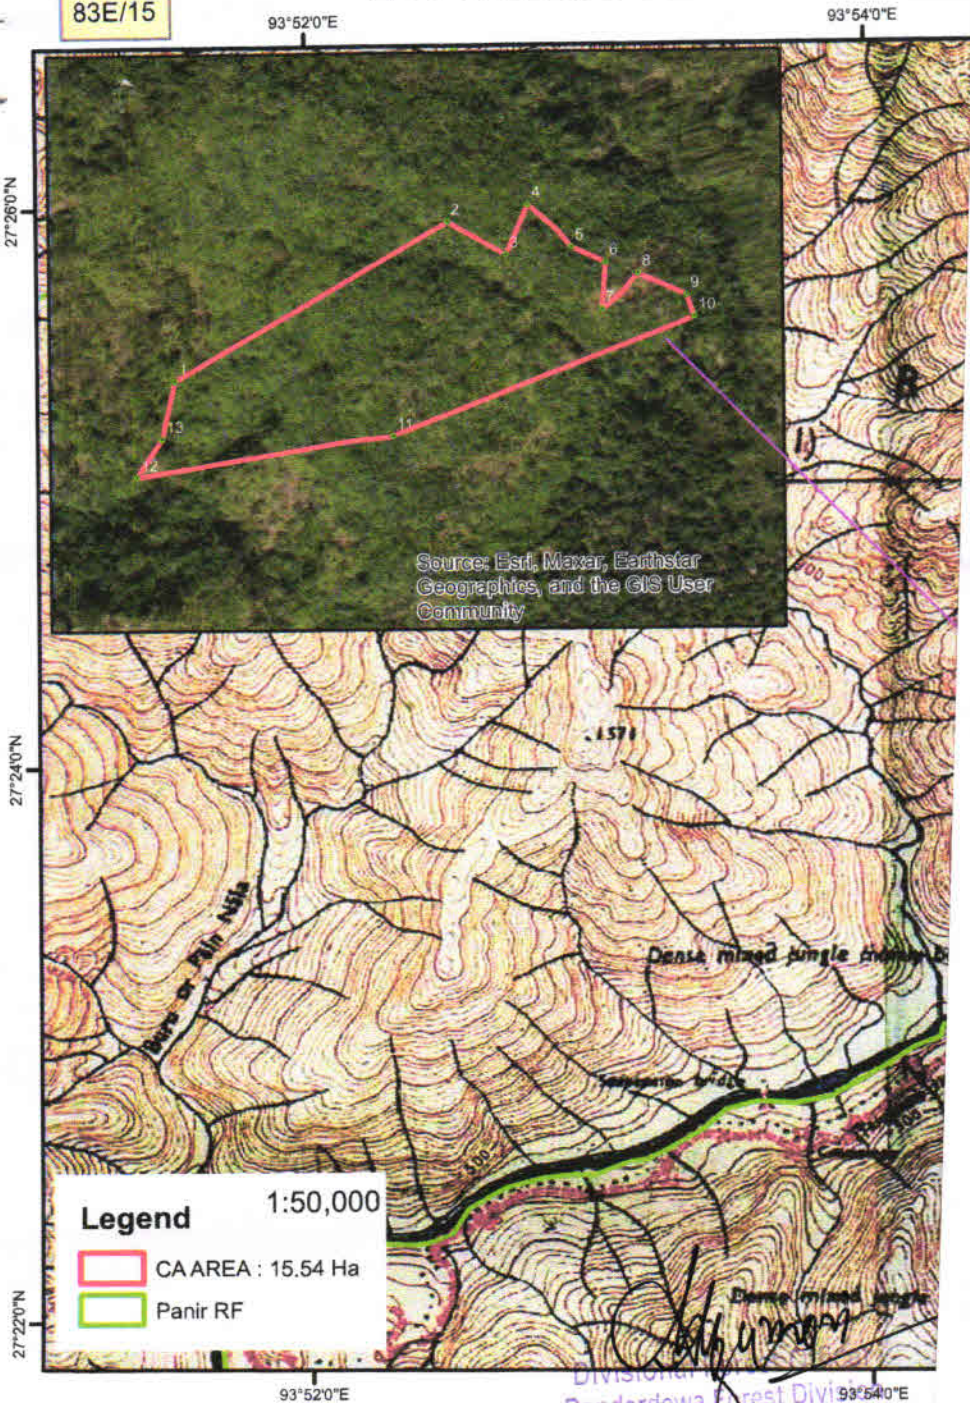 83E/15
93°52'0"E
93°54'0"E
27°26'0"N
27°24'0"N
27°22'0"N
1
2
3
4
5
6
7
8
9
10
11
12
13
Source: Esri, Maxar, Earthstar
Geographics, and the GIS User
Community
R
.1571
Dense mixed jungle mainly b
Suspension bridge
500
Dense mixed jungle
Legend
1:50,000
CA AREA : 15.54 Ha
Panir RF
Divisional
Forest Division
93°52'0"E
93°54'0"E